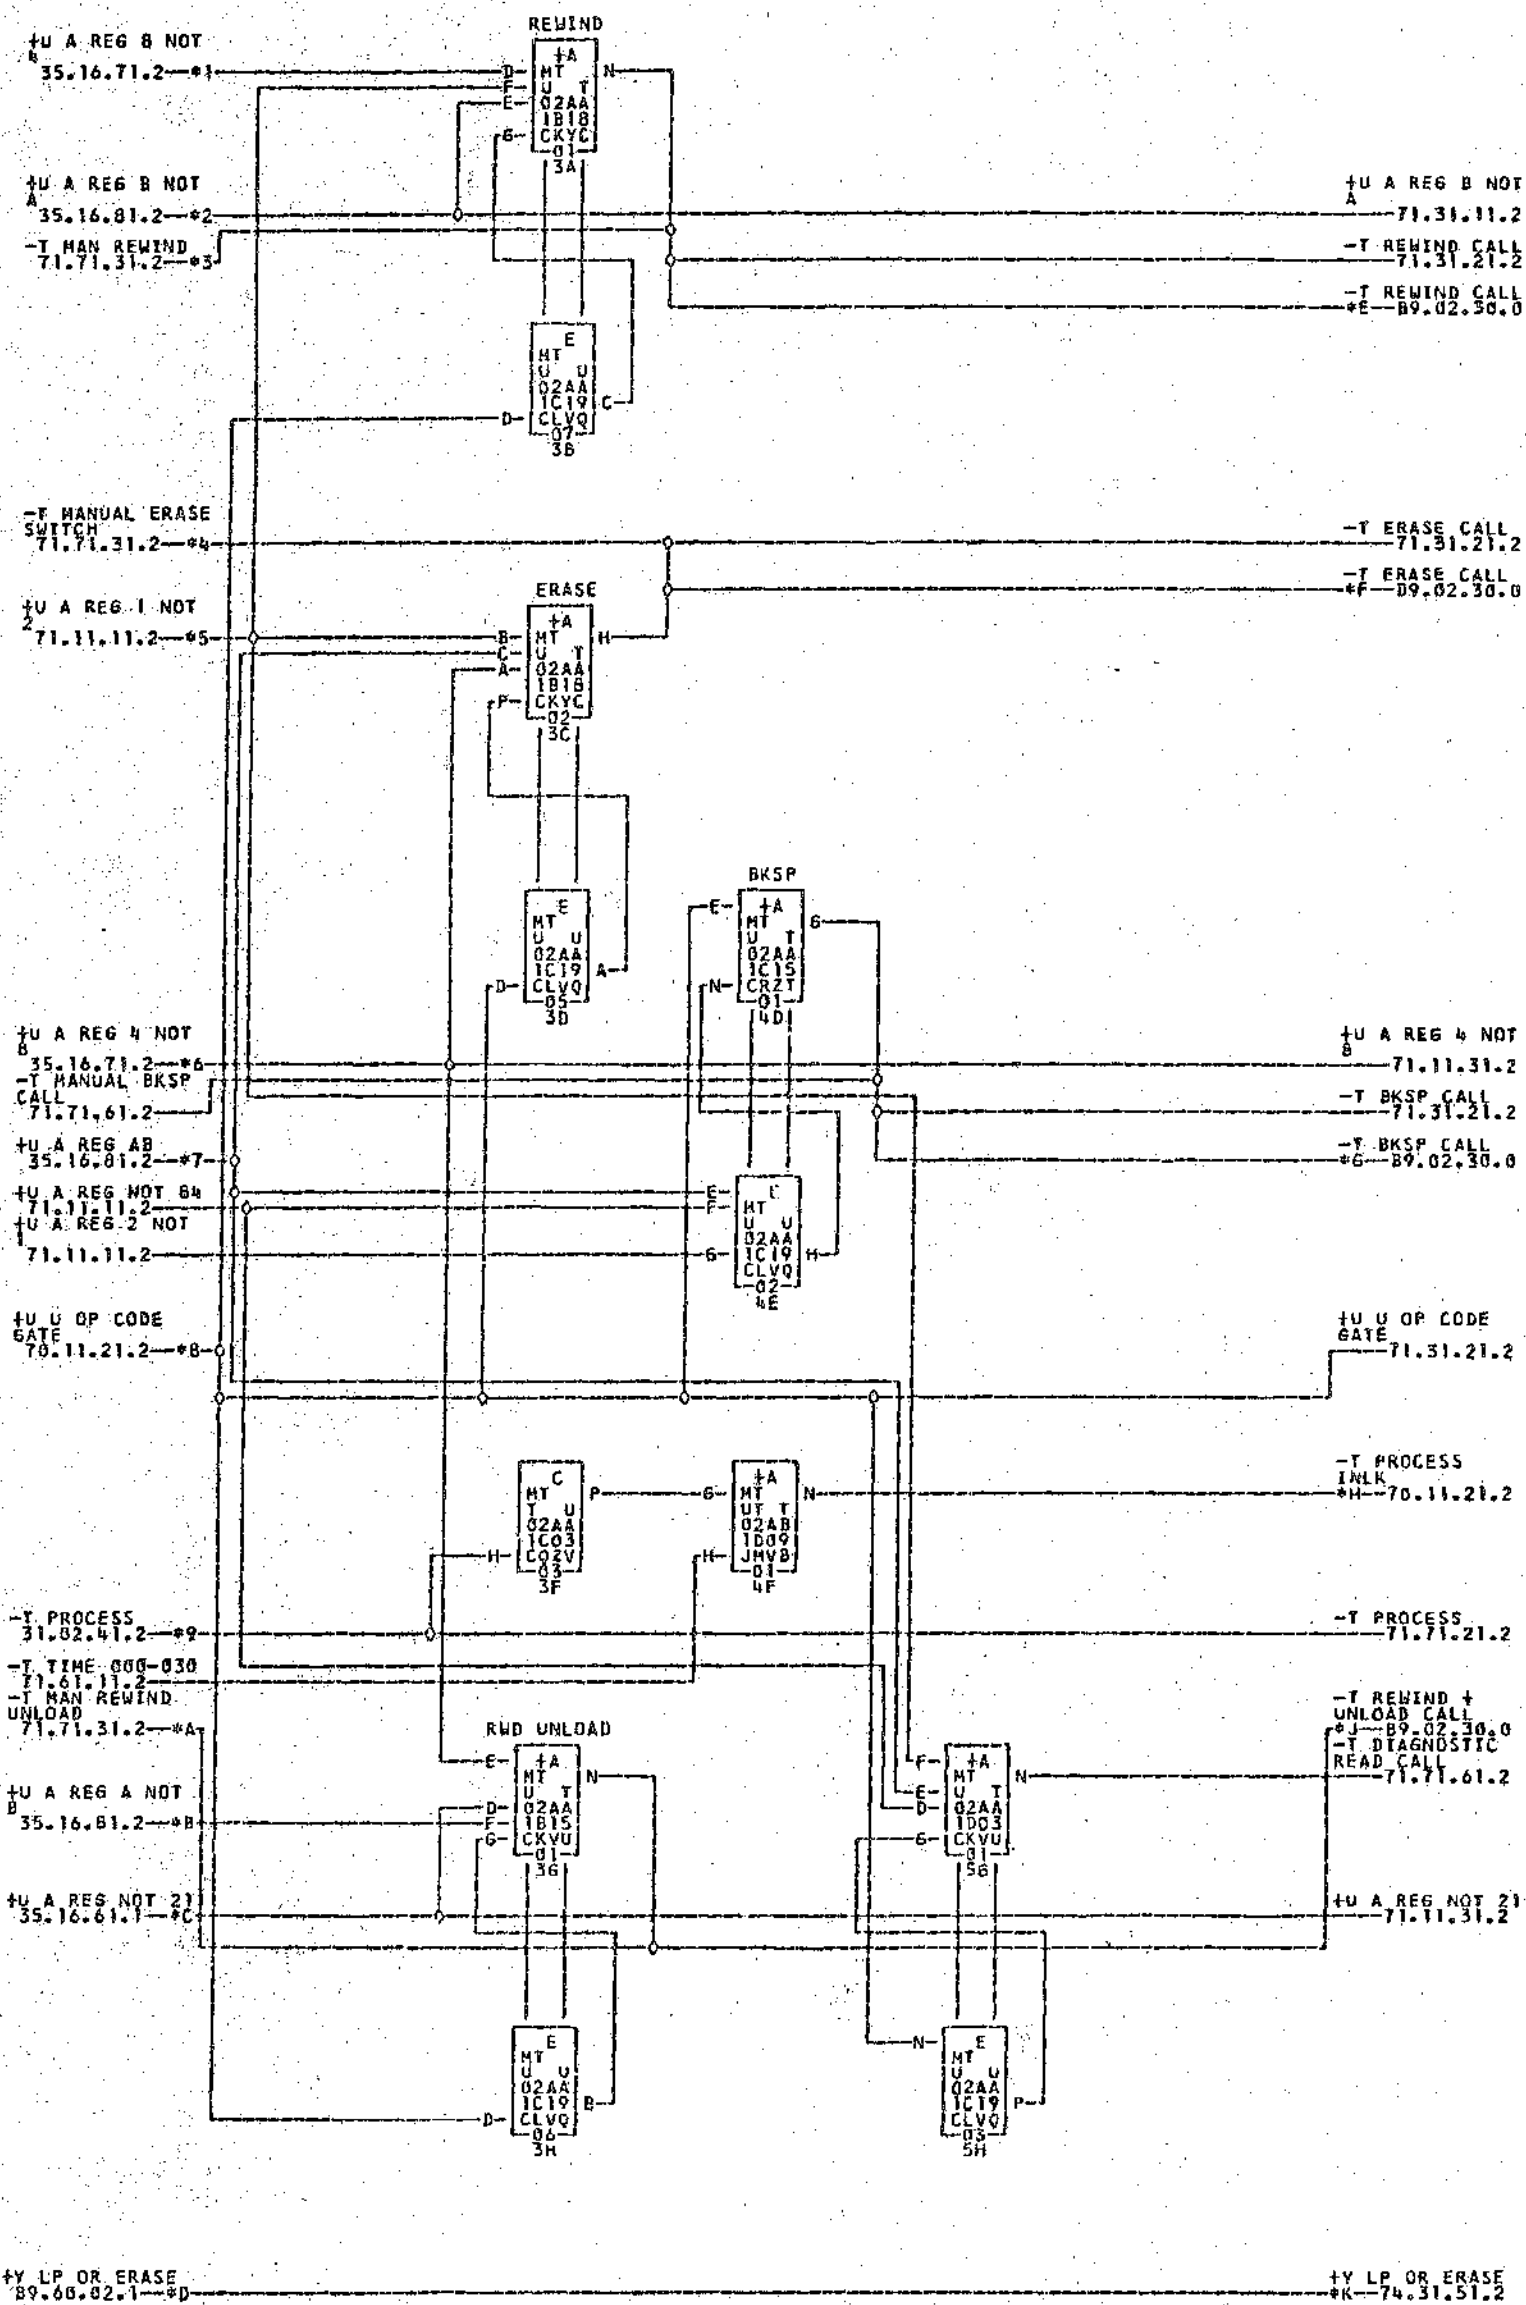 REWIND
+U A REG 8 NOT
4
35.16.71.2—*1
+A
D MT N
F U T
E 02AA
1B18
G CKYC
01
3A
+U A REG B NOT
A
35.16.81.2—*2
-T MAN REWIND
71.71.31.2—*3
+U A REG B NOT
A
71.31.11.2
-T REWIND CALL
71.31.21.2
-T REWIND CALL
*E—B9.02.30.0
E
MT
U U
02AA
1C19 C
D CLVQ
07
3B
-T MANUAL ERASE
SWITCH
71.71.31.2—*4
-T ERASE CALL
71.31.21.2
-T ERASE CALL
*F—B9.02.30.0
ERASE
+U A REG 1 NOT
2
71.11.11.2—*5
+A
B MT H
C U T
A 02AA
1B18
P CKYC
02
3C
BKSP
E
MT
U U
02AA
1C19 A
D CLVQ
05
3D
E +A
MT G
U T
02AA
1C15
N CRZT
01
4D
+U A REG 4 NOT
8
35.16.71.2—*6
-T MANUAL BKSP
CALL
71.71.61.2
+U A REG AB
35.16.81.2—*7
+U A REG NOT 84
71.11.11.2
+U A REG 2 NOT
1
71.11.11.2
+U A REG 4 NOT
8
71.11.31.2
-T BKSP CALL
71.31.21.2
-T BKSP CALL
*G—B9.02.30.0
E E
F MT
U U
02AA
G 1C19 H
CLVQ
02
4E
+U U OP CODE
GATE
70.11.21.2—*8
+U U OP CODE
GATE
71.31.21.2
C
MT P
T U
02AA
1C03
H C02V
03
3F
+A
G MT N
UT T
02AB
1D09
H JMVB
01
4F
-T PROCESS
INLK
*H—70.11.21.2
-T PROCESS
31.02.41.2—*9
-T TIME 000-030
71.61.11.2
-T MAN REWIND
UNLOAD
71.71.31.2—*A
-T PROCESS
71.71.21.2
-T REWIND +
UNLOAD CALL
*J—B9.02.30.0
-T DIAGNOSTIC
READ CALL
71.71.61.2
RWD UNLOAD
+U A REG A NOT
B
35.16.81.2—*B
E +A
MT N
U T
D 02AA
F 1B15
G CKVU
01
3G
F +A
MT N
E U T
D 02AA
1D03
G CKVU
01
5G
+U A REG NOT 21
35.16.61.1—*C
+U A REG NOT 21
71.11.31.2
E
MT
U U
02AA
1C19 B
D CLVQ
06
3H
N E
MT
U U
02AA
1C19 P
CLVQ
03
5H
+Y LP OR ERASE
B9.60.02.1—*D
+Y LP OR ERASE
*K—74.31.51.2